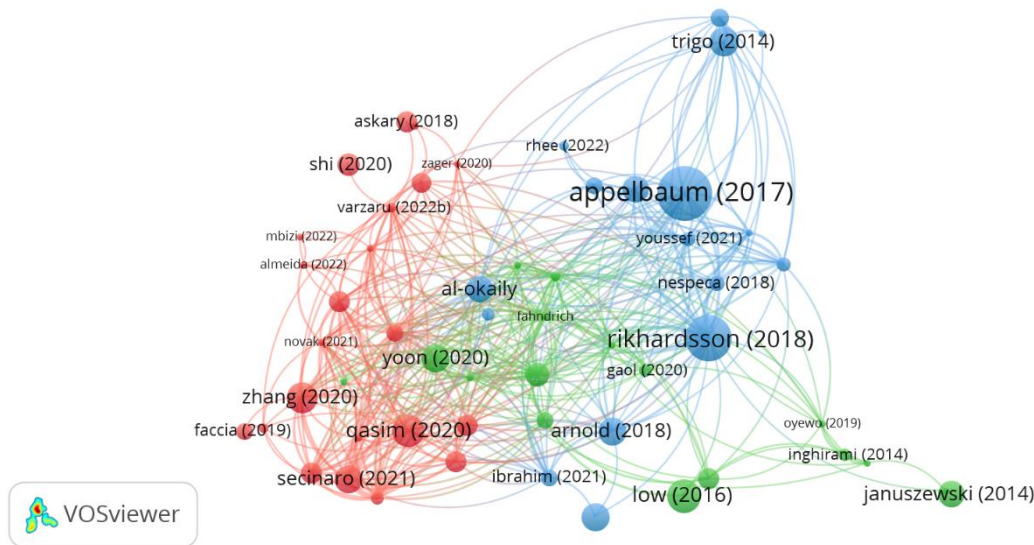 trigo (2014)
askary (2018)
rhee (2022)
shi (2020)
zager (2020)
appelbaum (2017)
varzaru (2022b)
mbizi (2022)
youssef (2021)
almeida (2022)
nespeca (2018)
al-okaily
fahndrich
rikhardsson (2018)
novak (2021)
yoon (2020)
gaol (2020)
zhang (2020)
oyewo (2019)
faccia (2019)
qasim (2020)
arnold (2018)
inghirami (2014)
secinaro (2021)
ibrahim (2021)
low (2016)
januszewski (2014)
VOSviewer